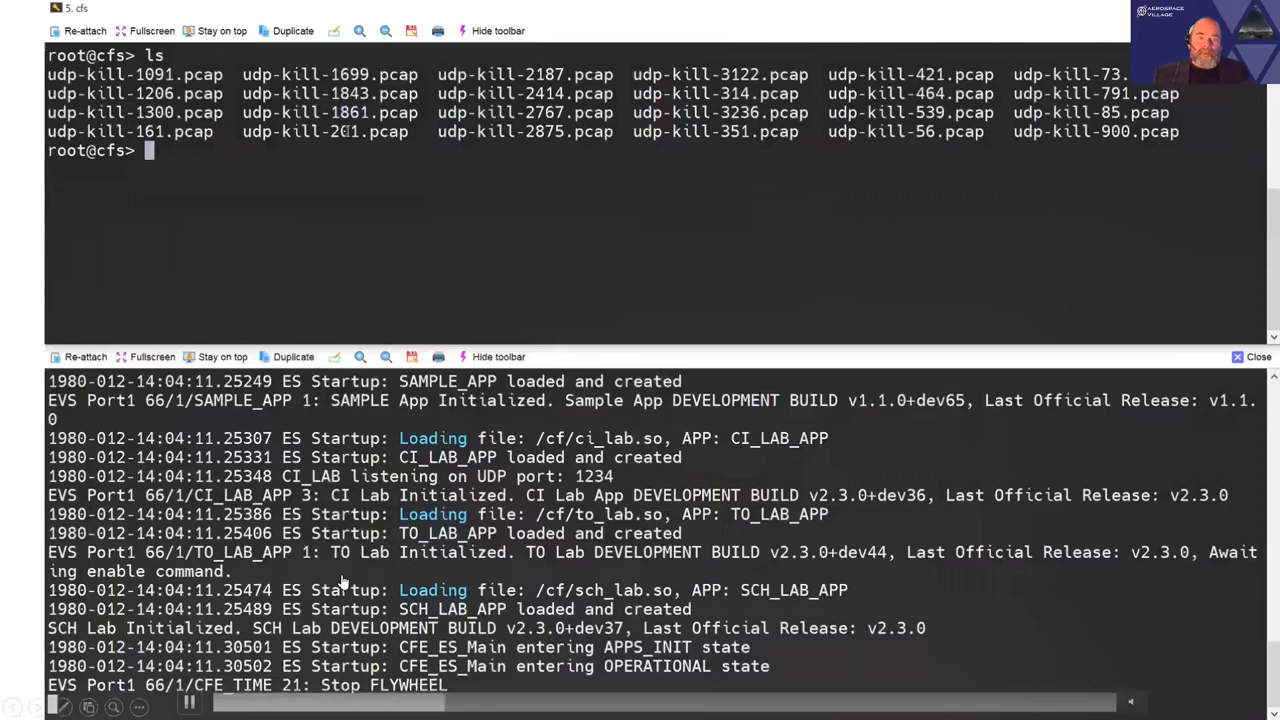 5. cfs
Re-attach Fullscreen Stay on top Duplicate Hide toolbar
AEROSPACE
VILLAGE
root@cfs> ls
udp-kill-1091.pcap udp-kill-1699.pcap udp-kill-2187.pcap udp-kill-3122.pcap udp-kill-421.pcap udp-kill-73.
udp-kill-1206.pcap udp-kill-1843.pcap udp-kill-2414.pcap udp-kill-314.pcap udp-kill-464.pcap udp-kill-791.pcap
udp-kill-1300.pcap udp-kill-1861.pcap udp-kill-2767.pcap udp-kill-3236.pcap udp-kill-539.pcap udp-kill-85.pcap
udp-kill-161.pcap udp-kill-201.pcap udp-kill-2875.pcap udp-kill-351.pcap udp-kill-56.pcap udp-kill-900.pcap
root@cfs>
Re-attach Fullscreen Stay on top Duplicate Hide toolbar Close
1980-012-14:04:11.25249 ES Startup: SAMPLE_APP loaded and created
EVS Port1 66/1/SAMPLE_APP 1: SAMPLE App Initialized. Sample App DEVELOPMENT BUILD v1.1.0+dev65, Last Official Release: v1.1.
0
1980-012-14:04:11.25307 ES Startup: Loading file: /cf/ci_lab.so, APP: CI_LAB_APP
1980-012-14:04:11.25331 ES Startup: CI_LAB_APP loaded and created
1980-012-14:04:11.25348 CI_LAB listening on UDP port: 1234
EVS Port1 66/1/CI_LAB_APP 3: CI Lab Initialized. CI Lab App DEVELOPMENT BUILD v2.3.0+dev36, Last Official Release: v2.3.0
1980-012-14:04:11.25386 ES Startup: Loading file: /cf/to_lab.so, APP: TO_LAB_APP
1980-012-14:04:11.25406 ES Startup: TO_LAB_APP loaded and created
EVS Port1 66/1/TO_LAB_APP 1: TO Lab Initialized. TO Lab DEVELOPMENT BUILD v2.3.0+dev44, Last Official Release: v2.3.0, Await
ing enable command.
1980-012-14:04:11.25474 ES Startup: Loading file: /cf/sch_lab.so, APP: SCH_LAB_APP
1980-012-14:04:11.25489 ES Startup: SCH_LAB_APP loaded and created
SCH Lab Initialized. SCH Lab DEVELOPMENT BUILD v2.3.0+dev37, Last Official Release: v2.3.0
1980-012-14:04:11.30501 ES Startup: CFE_ES_Main entering APPS_INIT state
1980-012-14:04:11.30502 ES Startup: CFE_ES_Main entering OPERATIONAL state
EVS Port1 66/1/CFE_TIME 21: Stop FLYWHEEL